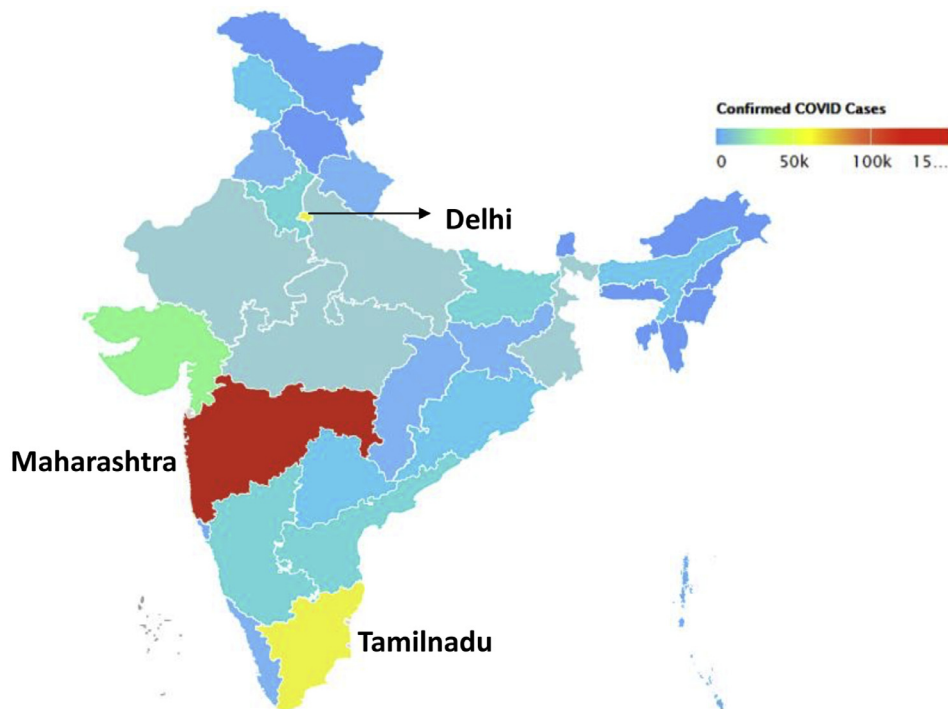 Confirmed COVID Cases
0 50k 100k 15...
Delhi
Maharashtra
Tamilnadu